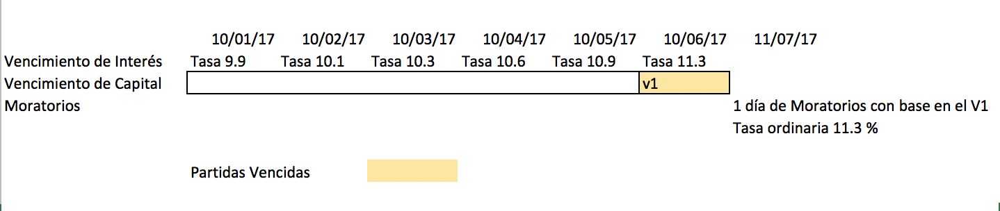 10/01/17 10/02/17 10/03/17 10/04/17 10/05/17 10/06/17 11/07/17
Vencimiento de Interés Tasa 9.9 Tasa 10.1 Tasa 10.3 Tasa 10.6 Tasa 10.9 Tasa 11.3
Vencimiento de Capital v1
Moratorios 1 día de Moratorios con base en el V1
Tasa ordinaria 11.3 %
Partidas Vencidas